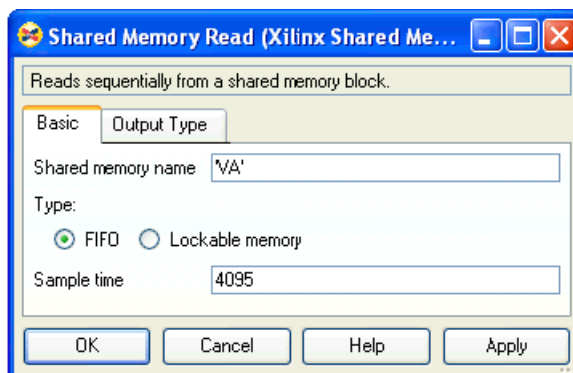 Shared Memory Read (Xilinx Shared Me...
Reads sequentially from a shared memory block.
Basic Output Type
Shared memory name 'VA'
Type:
FIFO Lockable memory
Sample time 4095
OK Cancel Help Apply